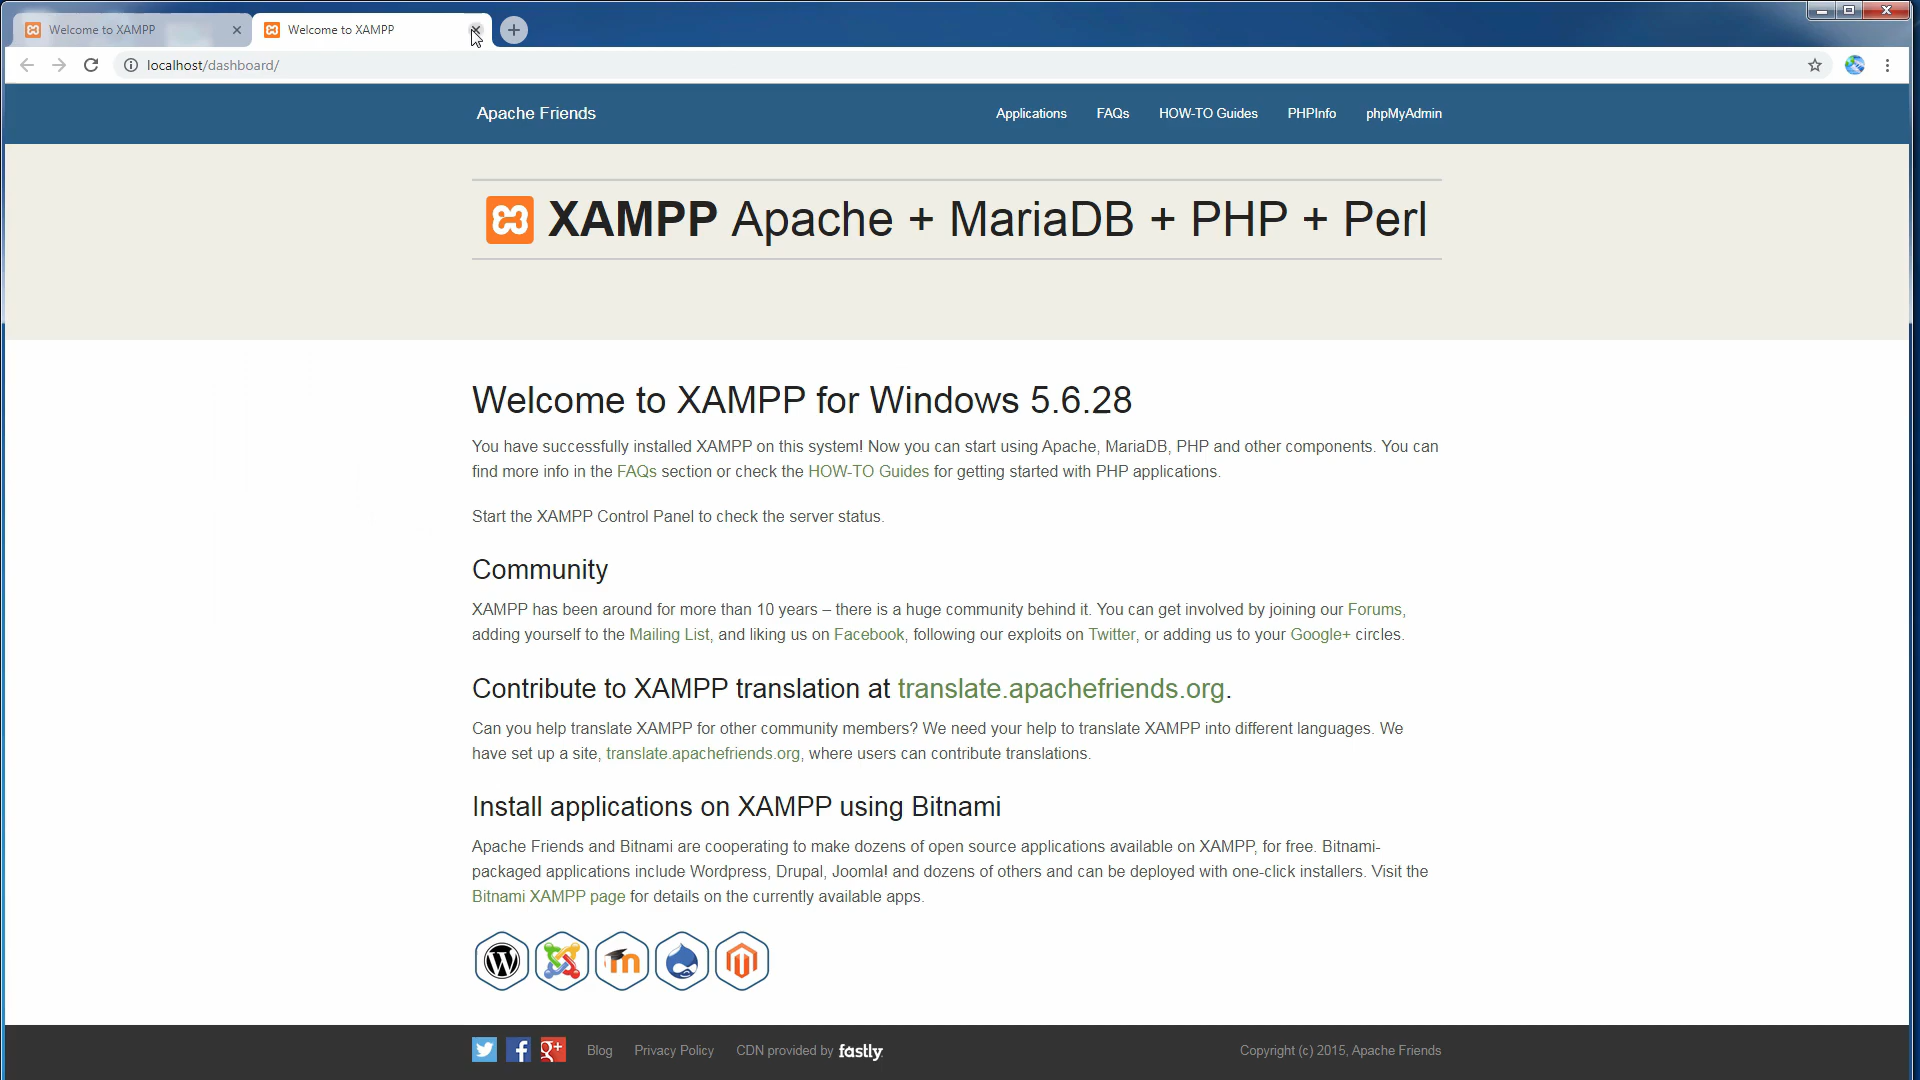 Welcome to XAMPP
Welcome to XAMPP
localhost/dashboard/
Apache Friends
Applications
FAQs
HOW-TO Guides
PHPInfo
phpMyAdmin
XAMPP Apache + MariaDB + PHP + Perl
Welcome to XAMPP for Windows 5.6.28
You have successfully installed XAMPP on this system! Now you can start using Apache, MariaDB, PHP and other components. You can
find more info in the FAQs section or check the HOW-TO Guides for getting started with PHP applications.
Start the XAMPP Control Panel to check the server status.
Community
XAMPP has been around for more than 10 years – there is a huge community behind it. You can get involved by joining our Forums,
adding yourself to the Mailing List, and liking us on Facebook, following our exploits on Twitter, or adding us to your Google+ circles.
Contribute to XAMPP translation at translate.apachefriends.org.
Can you help translate XAMPP for other community members? We need your help to translate XAMPP into different languages. We
have set up a site, translate.apachefriends.org, where users can contribute translations.
Install applications on XAMPP using Bitnami
Apache Friends and Bitnami are cooperating to make dozens of open source applications available on XAMPP, for free. Bitnami-
packaged applications include Wordpress, Drupal, Joomla! and dozens of others and can be deployed with one-click installers. Visit the
Bitnami XAMPP page for details on the currently available apps.
Blog
Privacy Policy
CDN provided by fastly
Copyright (c) 2015, Apache Friends